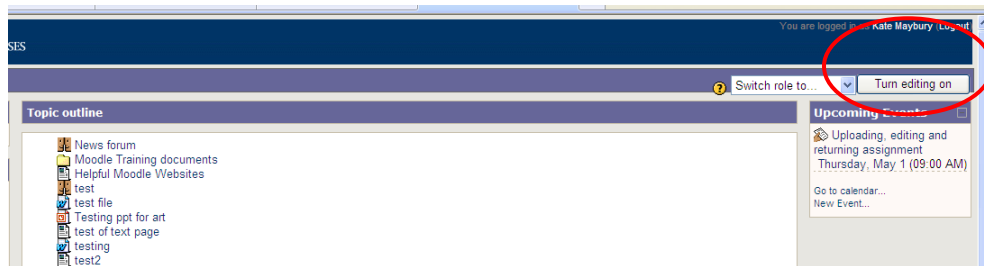 You are logged in as Kate Maybury (Logout)
SES
Switch role to...
Turn editing on
Topic outline
News forum
Moodle Training documents
Helpful Moodle Websites
test
test file
Testing ppt for art
test of text page
testing
test2
Upcoming Events
Uploading, editing and
returning assignment
Thursday, May 1 (09:00 AM)
Go to calendar...
New Event...